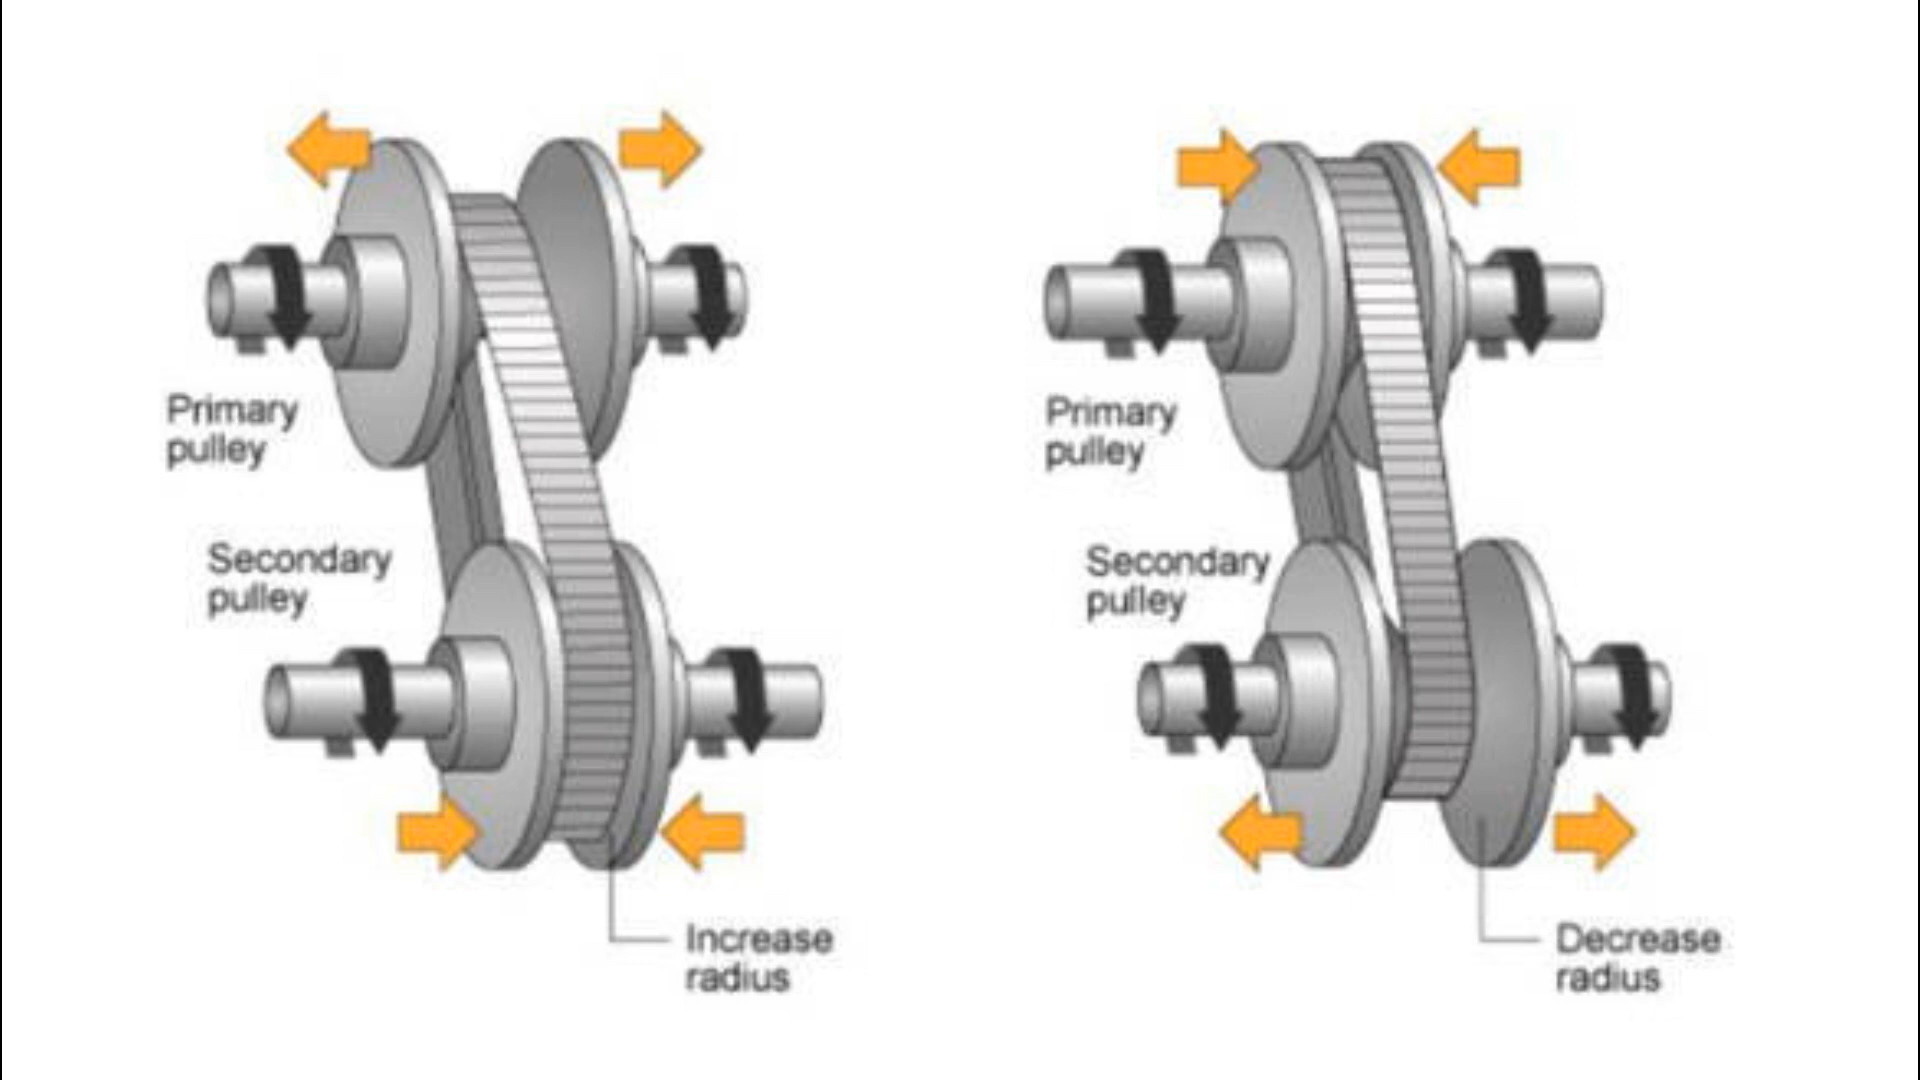 Primary
pulley
Secondary
pulley
Increase
radius
Primary
pulley
Secondary
pulley
Decrease
radius